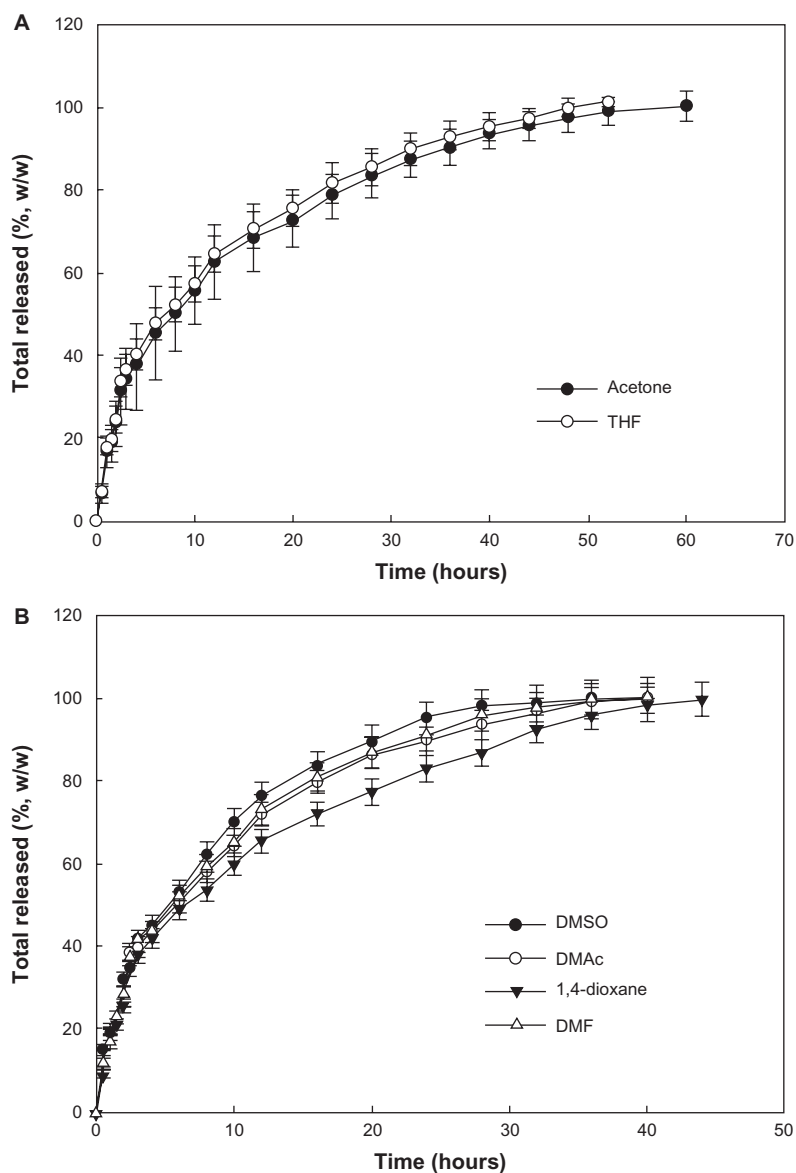 A
Total released (%, w/w)
120
100
80
60
40
20
0
Acetone
THF
0 10 20 30 40 50 60 70
Time (hours)
B
Total released (%, w/w)
120
100
80
60
40
20
0
DMSO
DMAc
1,4-dioxane
DMF
0 10 20 30 40 50
Time (hours)